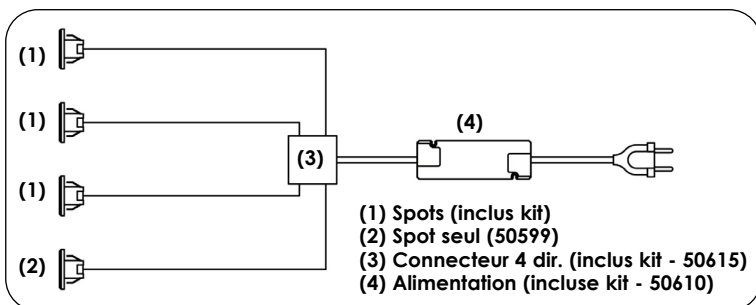 (1)
(1)
(1)
(2)
(3)
(4)
(1) Spots (inclus kit)
(2) Spot seul (50599)
(3) Connecteur 4 dir. (inclus kit - 50615)
(4) Alimentation (incluse kit - 50610)